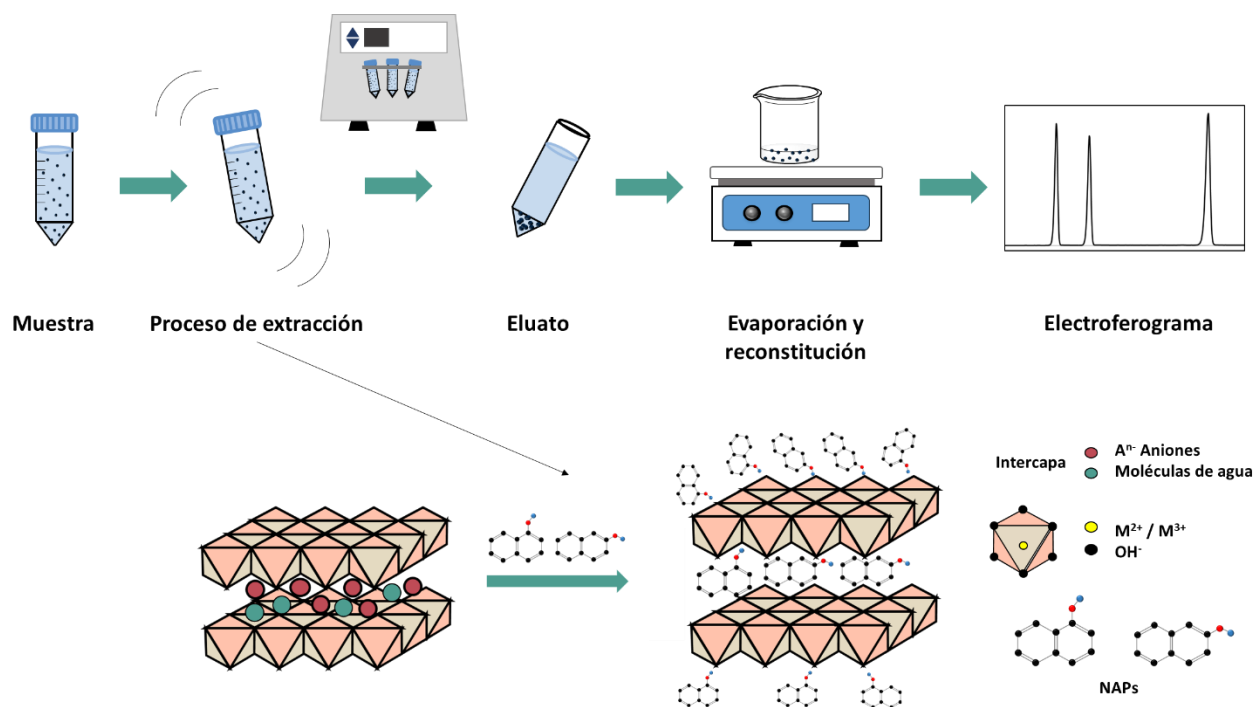 Muestra
Proceso de extracción
Eluato
Evaporación y
reconstitución
Electroferograma
Intercapa
Aⁿ⁻ Aniones
Moléculas de agua
M²⁺ / M³⁺
OH⁻
NAPs